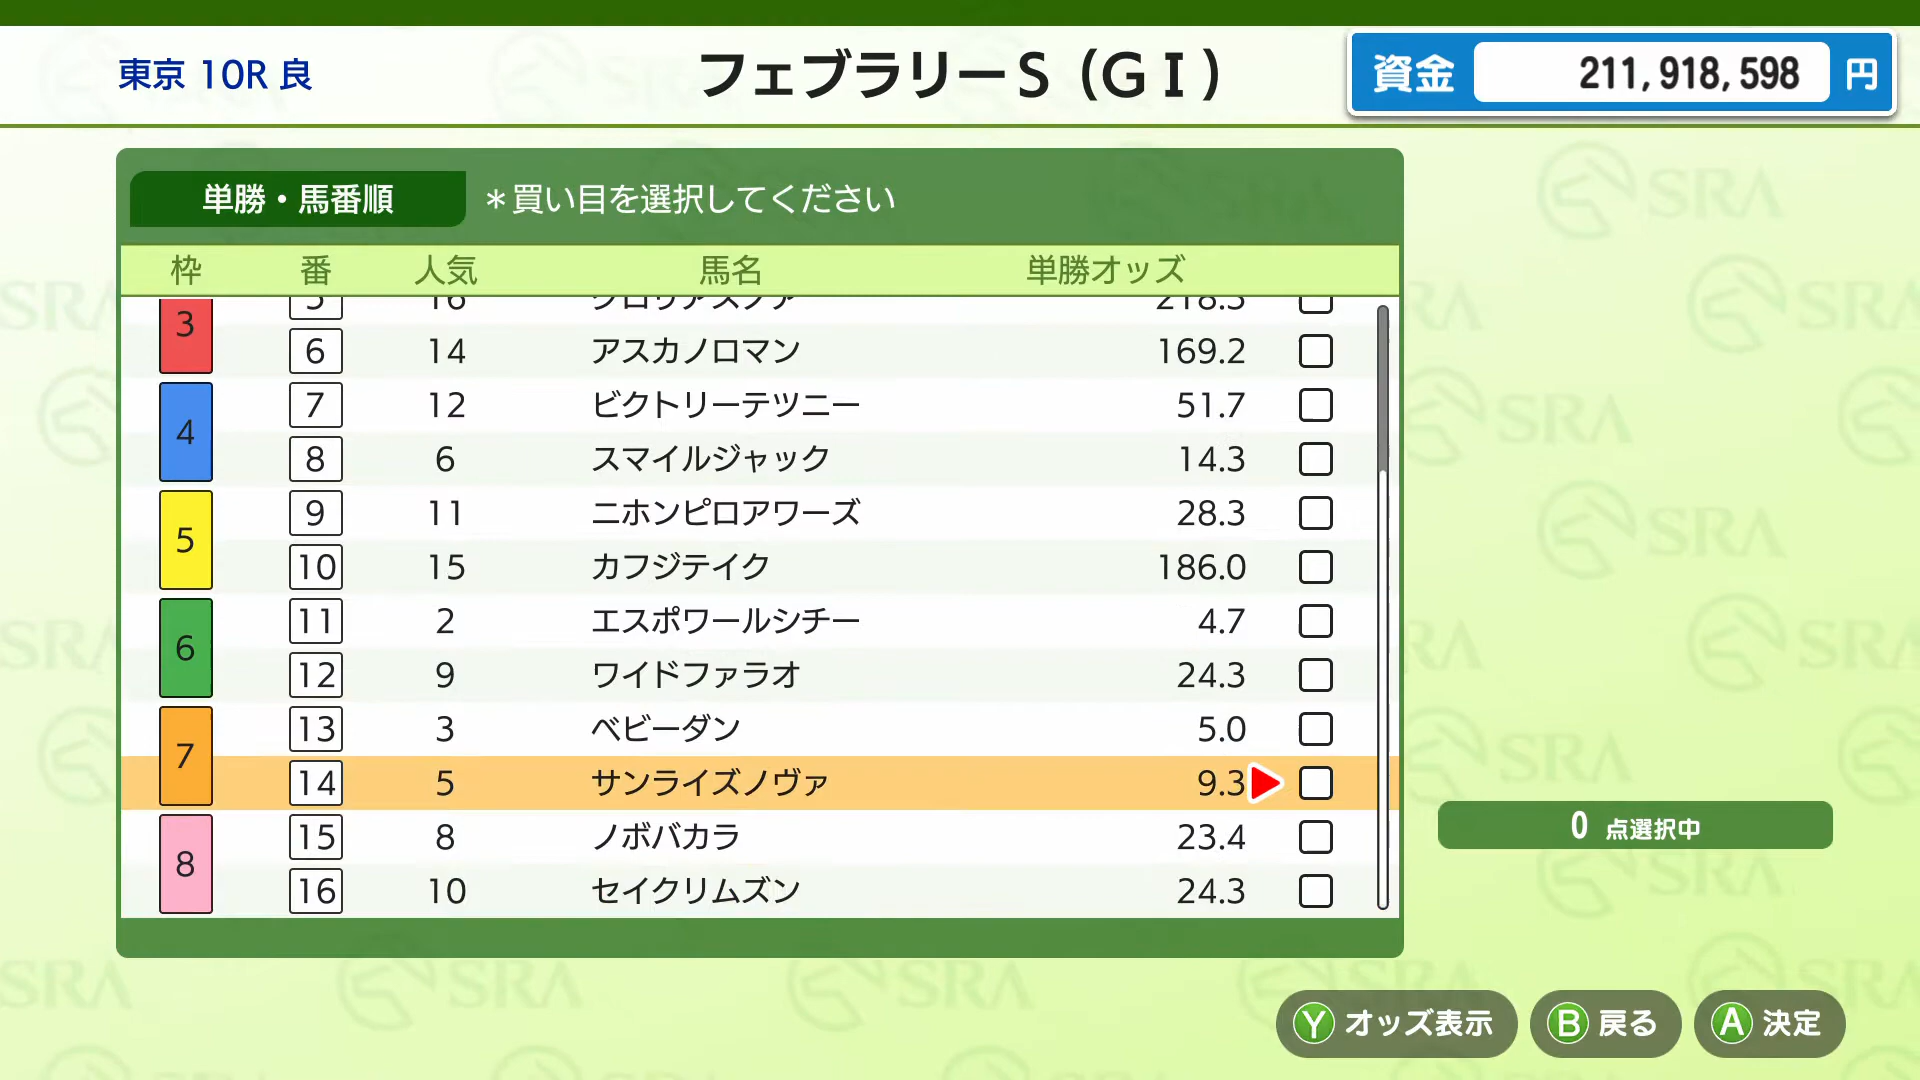 東京 10R 良
フェブラリーS（GⅠ）
資金 211,918,598 円
単勝・馬番順 ＊買い目を選択してください
枠 番 人気 馬名 単勝オッズ
3
5 16 218.5
6 14 アスカノロマン 169.2
4
7 12 ビクトリーテツニー 51.7
8 6 スマイルジャック 14.3
5
9 11 ニホンピロアワーズ 28.3
10 15 カフジテイク 186.0
6
11 2 エスポワールシチー 4.7
12 9 ワイドファラオ 24.3
7
13 3 ベビーダン 5.0
14 5 サンライズノヴァ 9.3
8
15 8 ノボバカラ 23.4
16 10 セイクリムズン 24.3
0 点選択中
Y オッズ表示 B 戻る A 決定
SRA